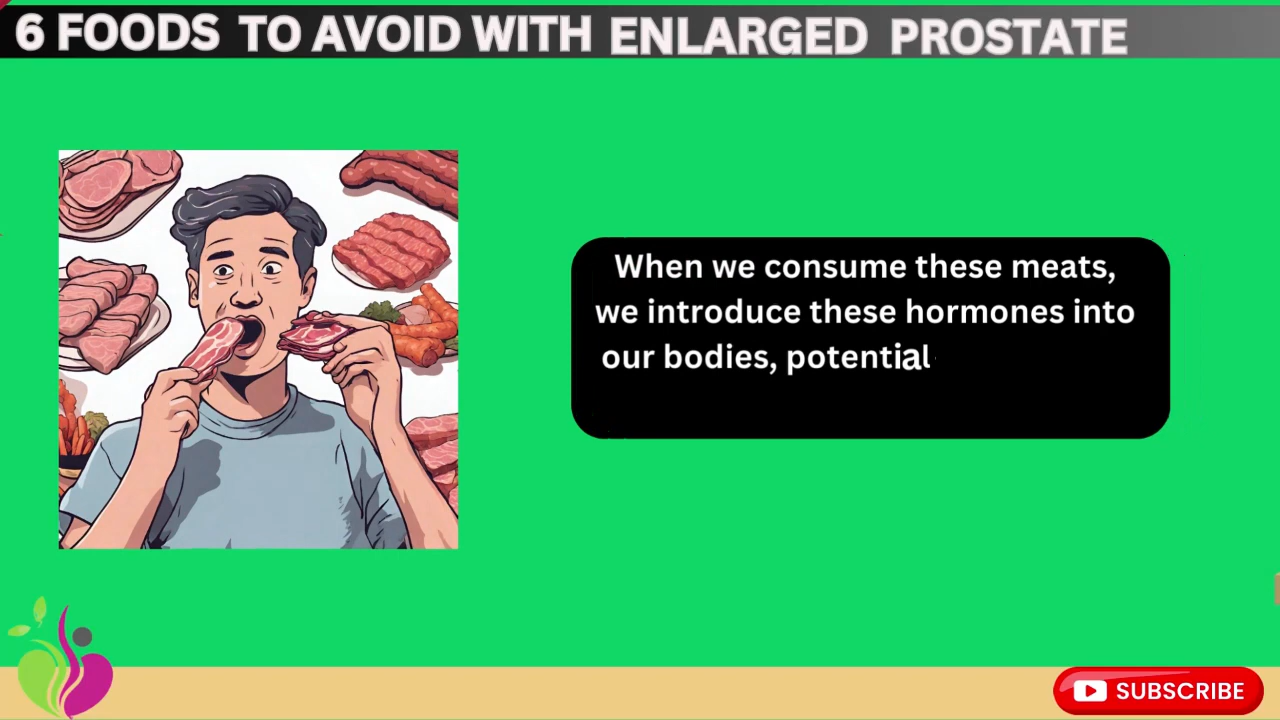 6 FOODS TO AVOID WITH ENLARGED PROSTATE
When we consume these meats,
we introduce these hormones into
our bodies, potential
SUBSCRIBE